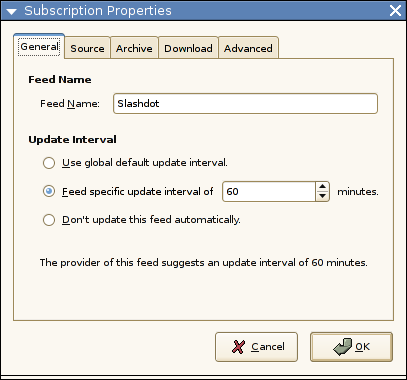 Subscription Properties
General Source Archive Download Advanced
Feed Name
Feed Name: Slashdot
Update Interval
Use global default update interval.
Feed specific update interval of 60 minutes.
Don't update this feed automatically.
The provider of this feed suggests an update interval of 60 minutes.
Cancel OK